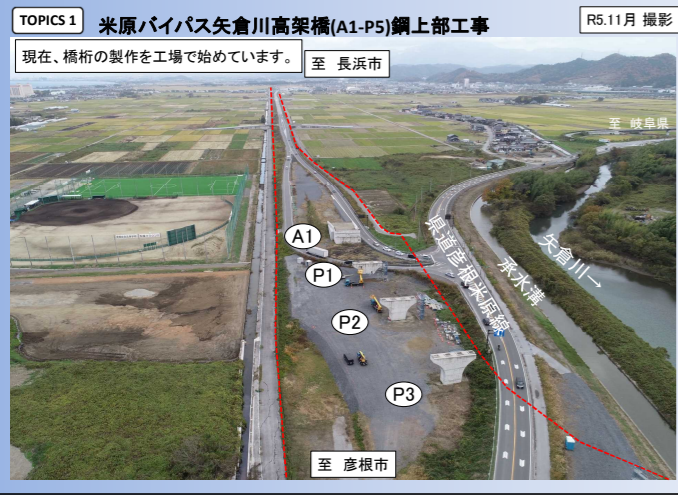 TOPICS 1
米原バイパス矢倉川高架橋(A1-P5)鋼上部工事
R5.11月 撮影
現在、橋桁の製作を工場で始めています。
至 長浜市
至 岐阜県
A1
P1
P2
P3
県道彦根米原線
承水溝
矢倉川→
至 彦根市